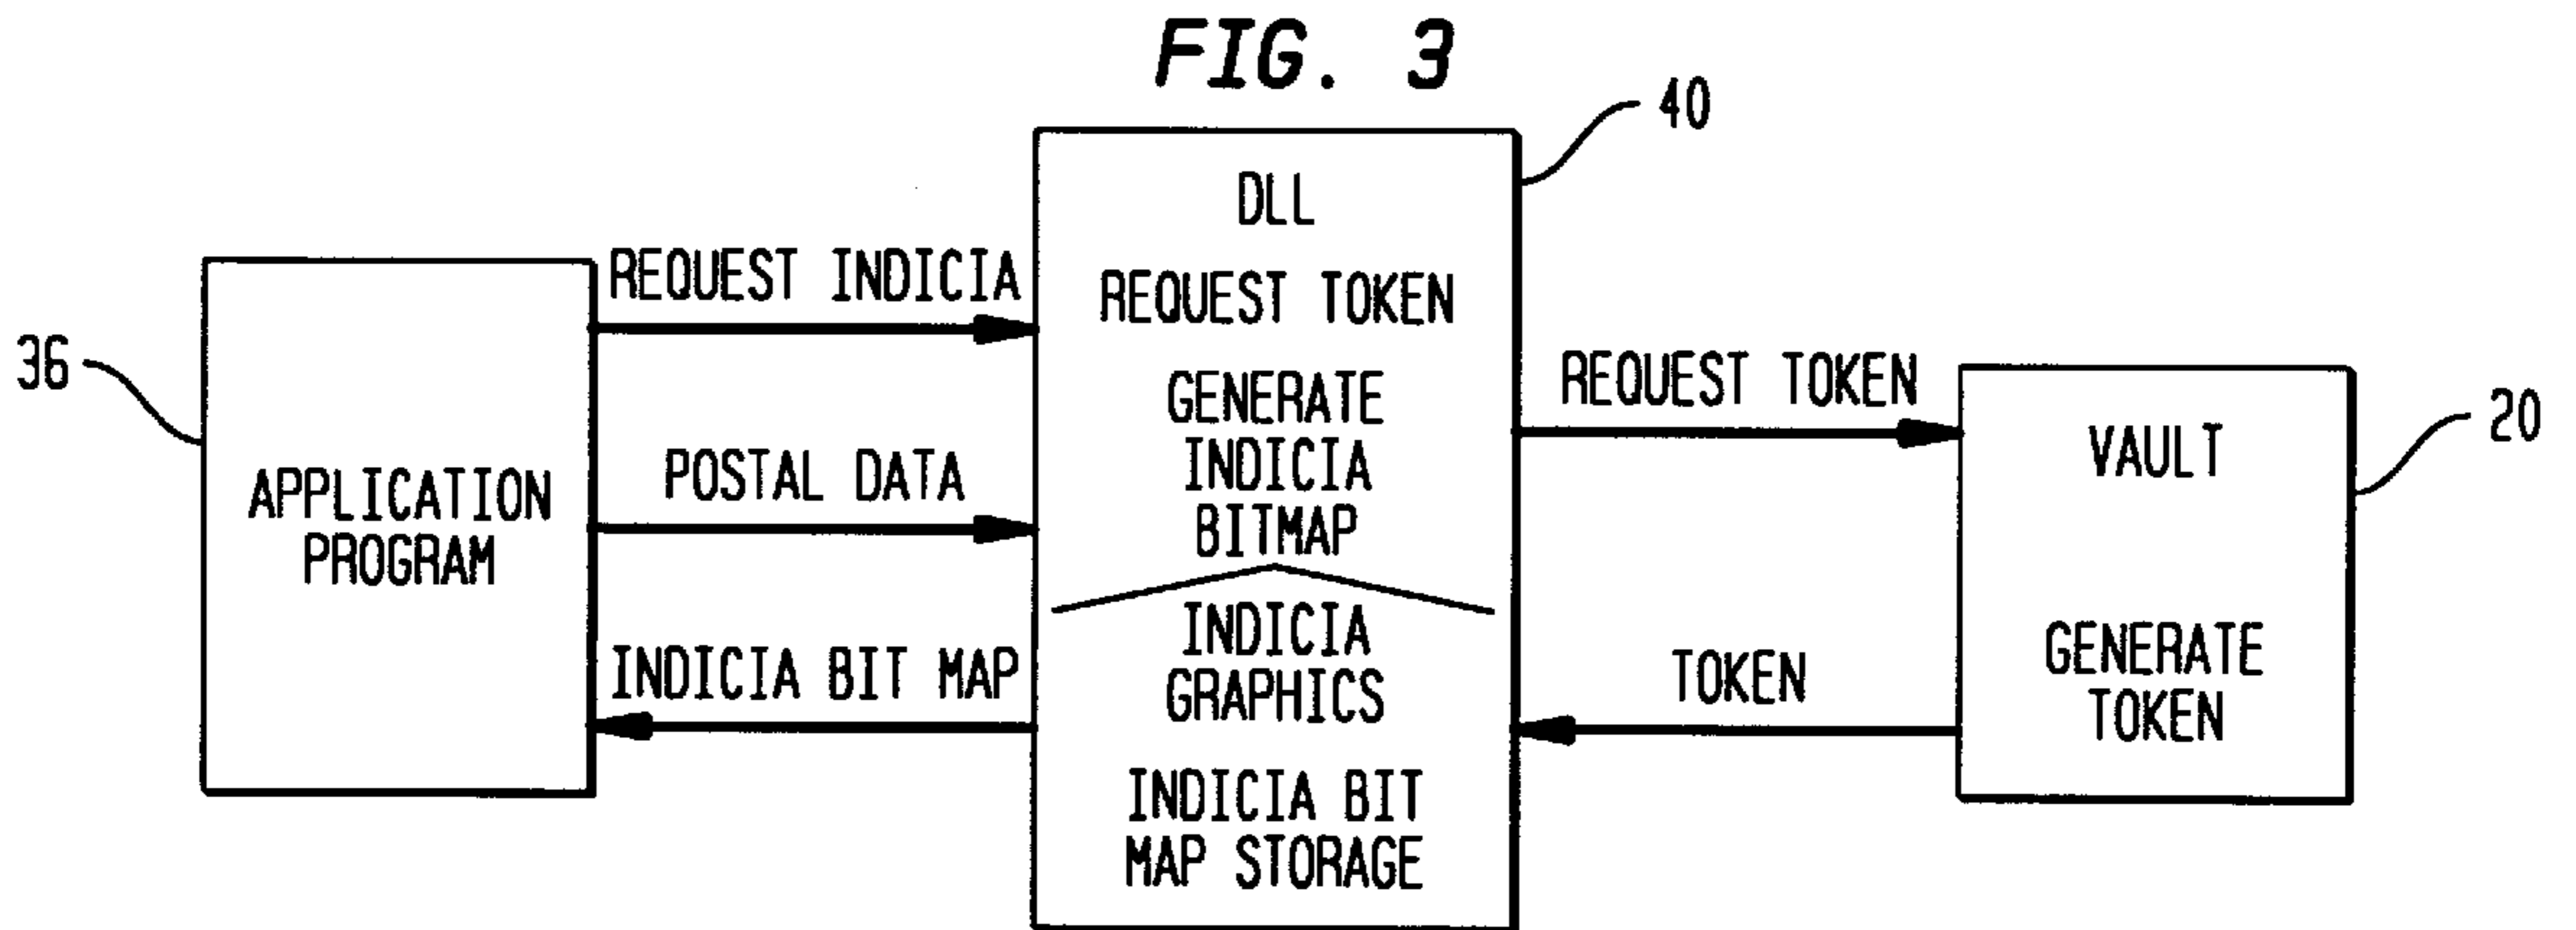 FIG. 3
40
DLL
REQUEST INDICIA
REQUEST TOKEN
36
GENERATE
INDICIA
BITMAP
REQUEST TOKEN
20
VAULT
APPLICATION
PROGRAM
POSTAL DATA
INDICIA
GRAPHICS
INDICIA BIT MAP
TOKEN
GENERATE
TOKEN
INDICIA BIT
MAP STORAGE